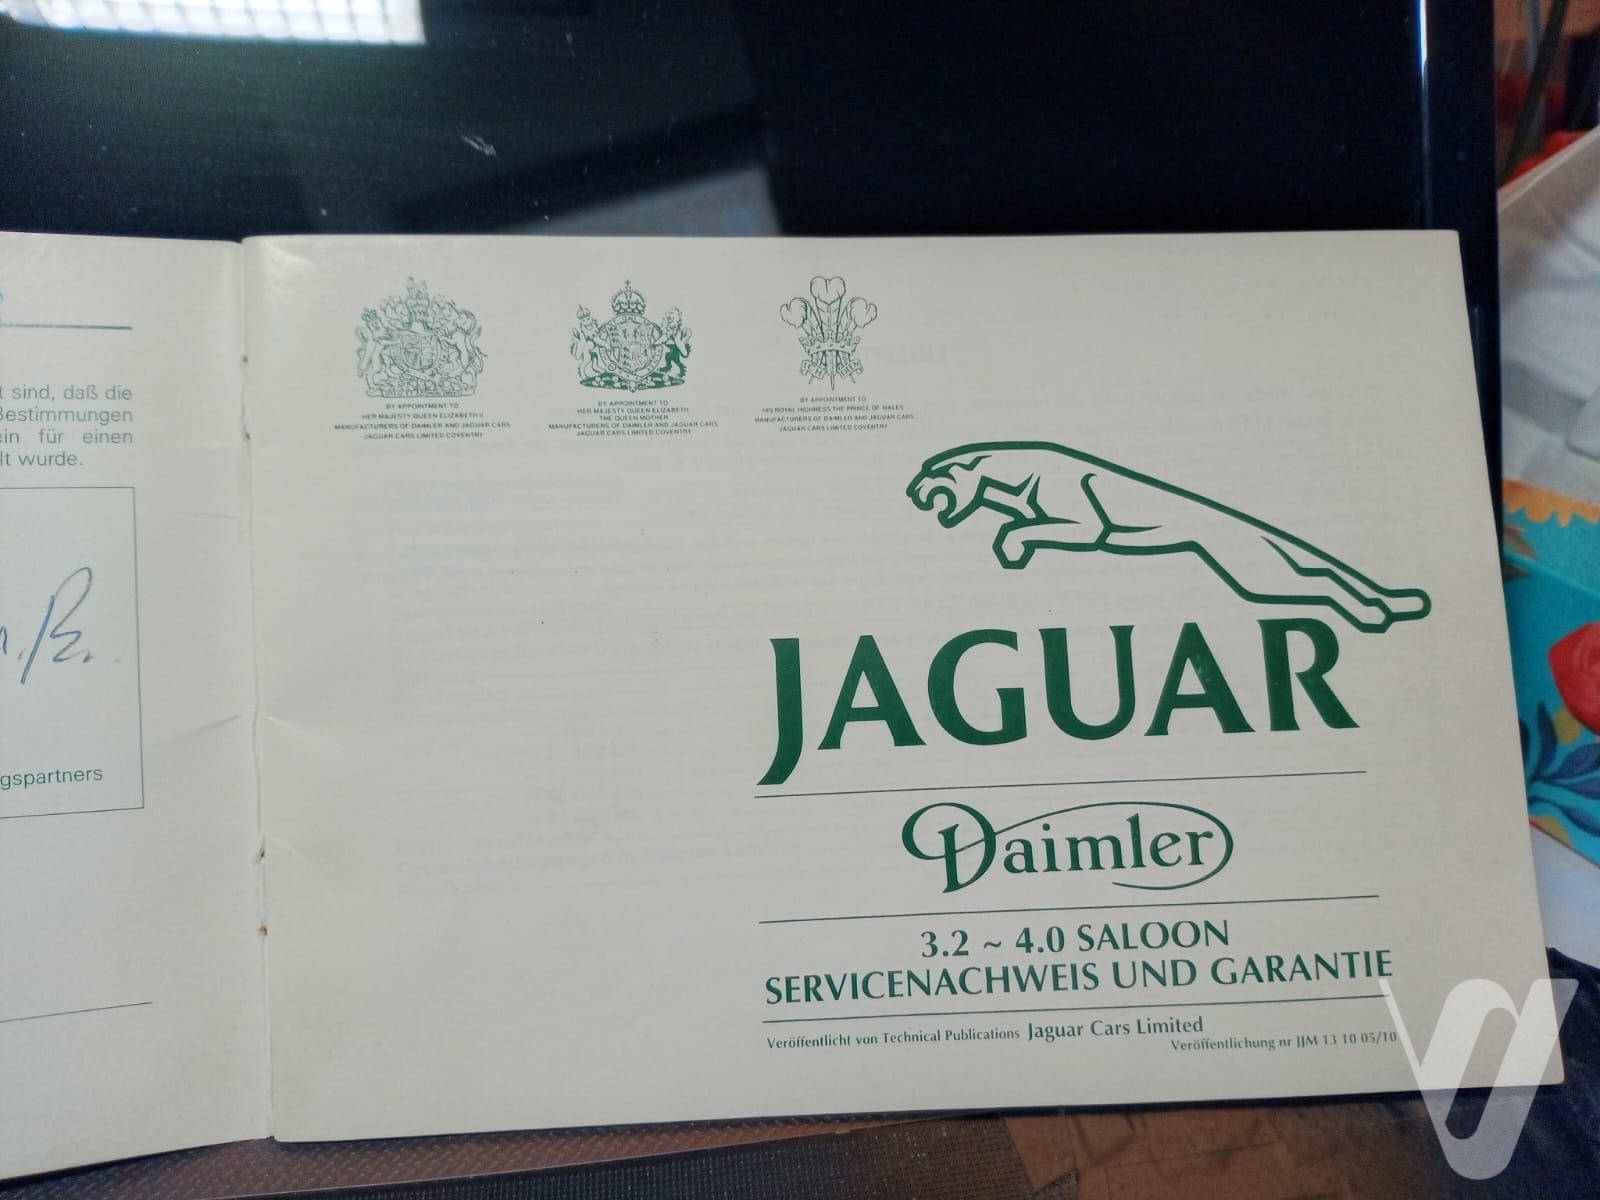 t sind, daß die
Bestimmungen
ein für einen
lt wurde.
gspartners
BY APPOINTMENT TO
HER MAJESTY QUEEN ELIZABETH II
MANUFACTURERS OF DAIMLER AND JAGUAR CARS
JAGUAR CARS LIMITED COVENTRY
BY APPOINTMENT TO
HER MAJESTY QUEEN ELIZABETH
THE QUEEN MOTHER
MANUFACTURERS OF DAIMLER AND JAGUAR CARS
JAGUAR CARS LIMITED COVENTRY
BY APPOINTMENT TO
HIS ROYAL HIGHNESS THE PRINCE OF WALES
MANUFACTURERS OF DAIMLER AND JAGUAR CARS
JAGUAR CARS LIMITED COVENTRY
JAGUAR
Daimler
3.2 ~ 4.0 SALOON
SERVICENACHWEIS UND GARANTIE
Veröffentlicht von Technical Publications Jaguar Cars Limited
Veröffentlichung nr JJM 13 10 05/10